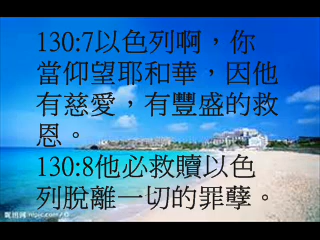 130:7以色列啊，你
當仰望耶和華，因他
有慈愛，有豐盛的救
恩。
130:8他必救贖以色
列脫離一切的罪孽。